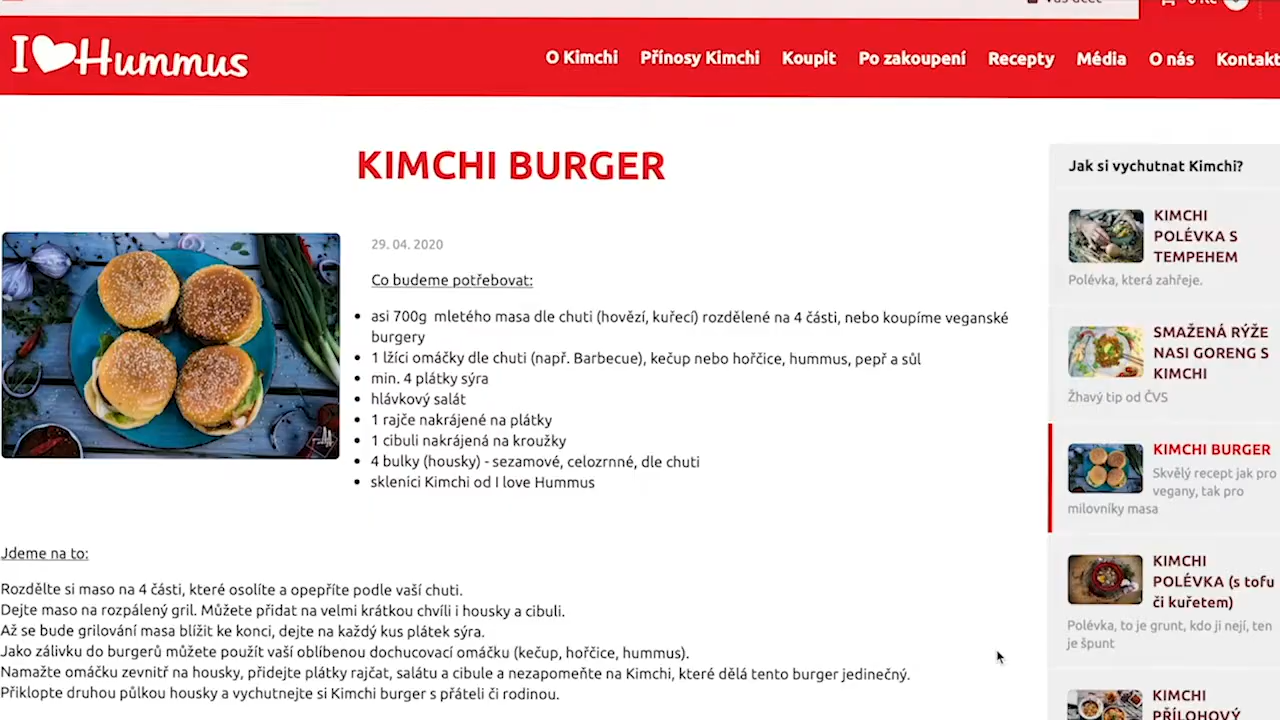 Váš účet
0 Kč
I Hummus
O Kimchi Přínosy Kimchi Koupit Po zakoupení Recepty Média O nás Kontakt
KIMCHI BURGER
29. 04. 2020
Co budeme potřebovat:
asi 700g mletého masa dle chuti (hovězí, kuřecí) rozdělené na 4 části, nebo koupíme veganské
burgery
1 lžíci omáčky dle chuti (např. Barbecue), kečup nebo hořčice, hummus, pepř a sůl
min. 4 plátky sýra
hlávkový salát
1 rajče nakrájené na plátky
1 cibuli nakrájená na kroužky
4 bulky (housky) - sezamové, celozrnné, dle chuti
sklenici Kimchi od I love Hummus
Jdeme na to:
Rozdělte si maso na 4 části, které osolíte a opepříte podle vaší chuti.
Dejte maso na rozpálený gril. Můžete přidat na velmi krátkou chvíli i housky a cibuli.
Až se bude grilování masa blížit ke konci, dejte na každý kus plátek sýra.
Jako zálivku do burgerů můžete použít vaší oblíbenou dochucovací omáčku (kečup, hořčice, hummus).
Namažte omáčku zevnitř na housky, přidejte plátky rajčat, salátu a cibule a nezapomeňte na Kimchi, které dělá tento burger jedinečný.
Přiklopte druhou půlkou housky a vychutnejte si Kimchi burger s přáteli či rodinou.
Jak si vychutnat Kimchi?
KIMCHI
POLÉVKA S
TEMPEHEM
Polévka, která zahřeje.
SMAŽENÁ RÝŽE
NASI GORENG S
KIMCHI
Žhavý tip od ČVS
KIMCHI BURGER
Skvělý recept jak pro
vegany, tak pro
milovníky masa
KIMCHI
POLÉVKA (s tofu
či kuřetem)
Polévka, to je grunt, kdo ji nejí, ten
je špunt
KIMCHI
PŘÍLOHOVÝ